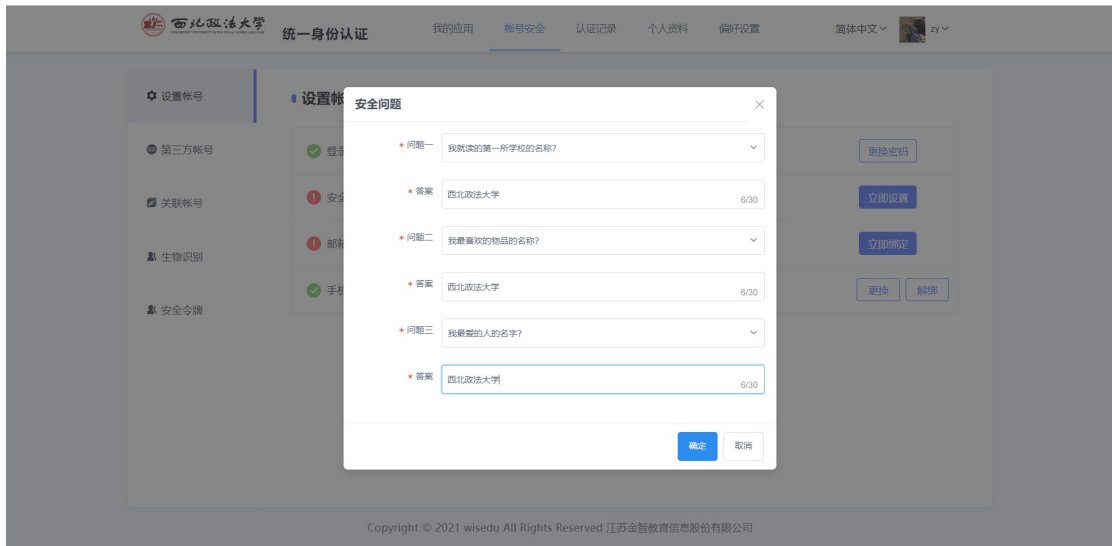 西北政法大学 统一身份认证 我的应用 帐号安全 认证记录 个人资料 偏好设置 简体中文 zy
设置帐号
第三方帐号
关联帐号
生物识别
安全令牌
设置帐
登录
安全
邮箱
手机
更换密码
立即设置
立即绑定
更换 解绑
安全问题
* 问题一 我就读的第一所学校的名称?
* 答案 西北政法大学 6/30
* 问题二 我最喜欢的物品的名称?
* 答案 西北政法大学 6/30
* 问题三 我最爱的人的名字?
* 答案 西北政法大学 6/30
确定 取消
Copyright © 2021 wisedu All Rights Reserved 江苏金智教育信息股份有限公司